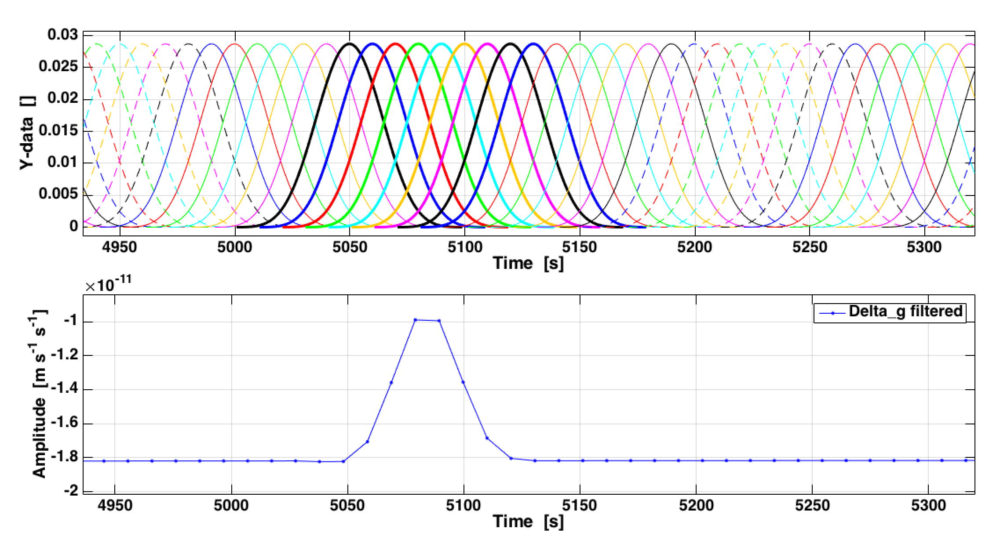 0.03
0.025
0.02
0.015
0.01
0.005
0
Y-data []
4950 5000 5050 5100 5150 5200 5250 5300
Time [s]
×10-11
-1
-1.2
-1.4
-1.6
-1.8
-2
Amplitude [m s-1 s-1]
Delta_g filtered
4950 5000 5050 5100 5150 5200 5250 5300
Time [s]